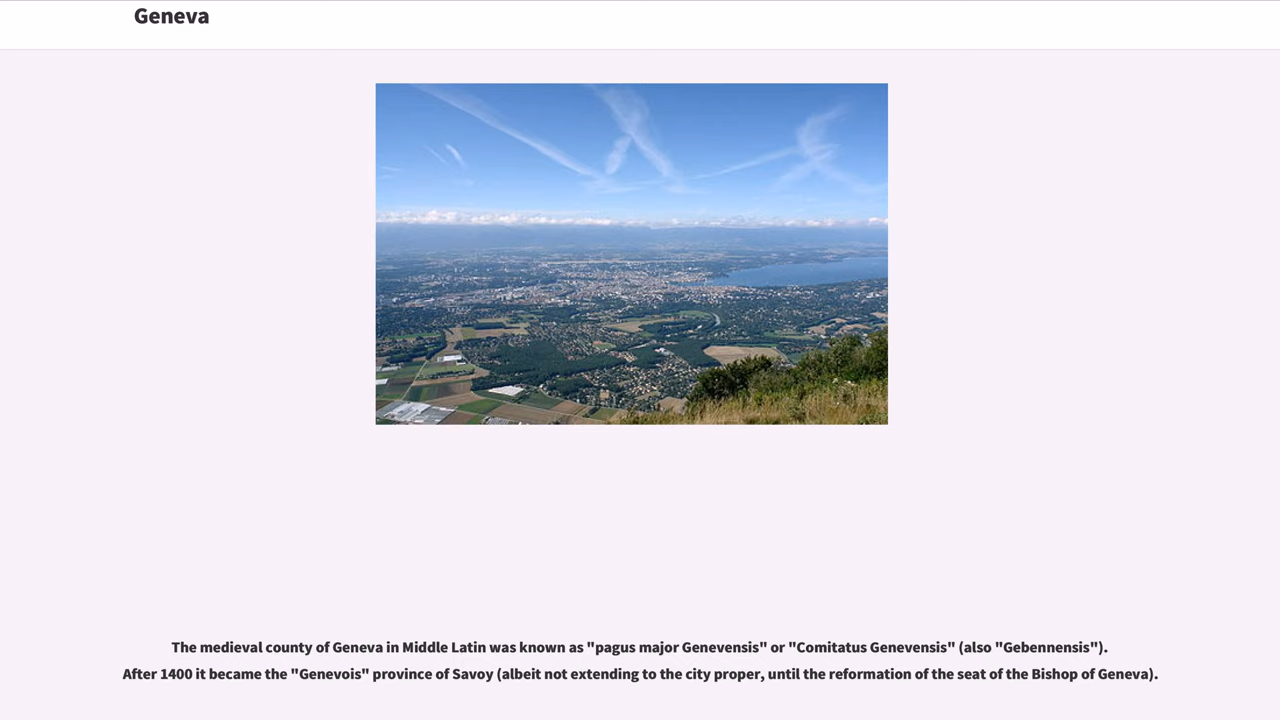 Geneva
The medieval county of Geneva in Middle Latin was known as "pagus major Genevensis" or "Comitatus Genevensis" (also "Gebennensis").
After 1400 it became the "Genevois" province of Savoy (albeit not extending to the city proper, until the reformation of the seat of the Bishop of Geneva).